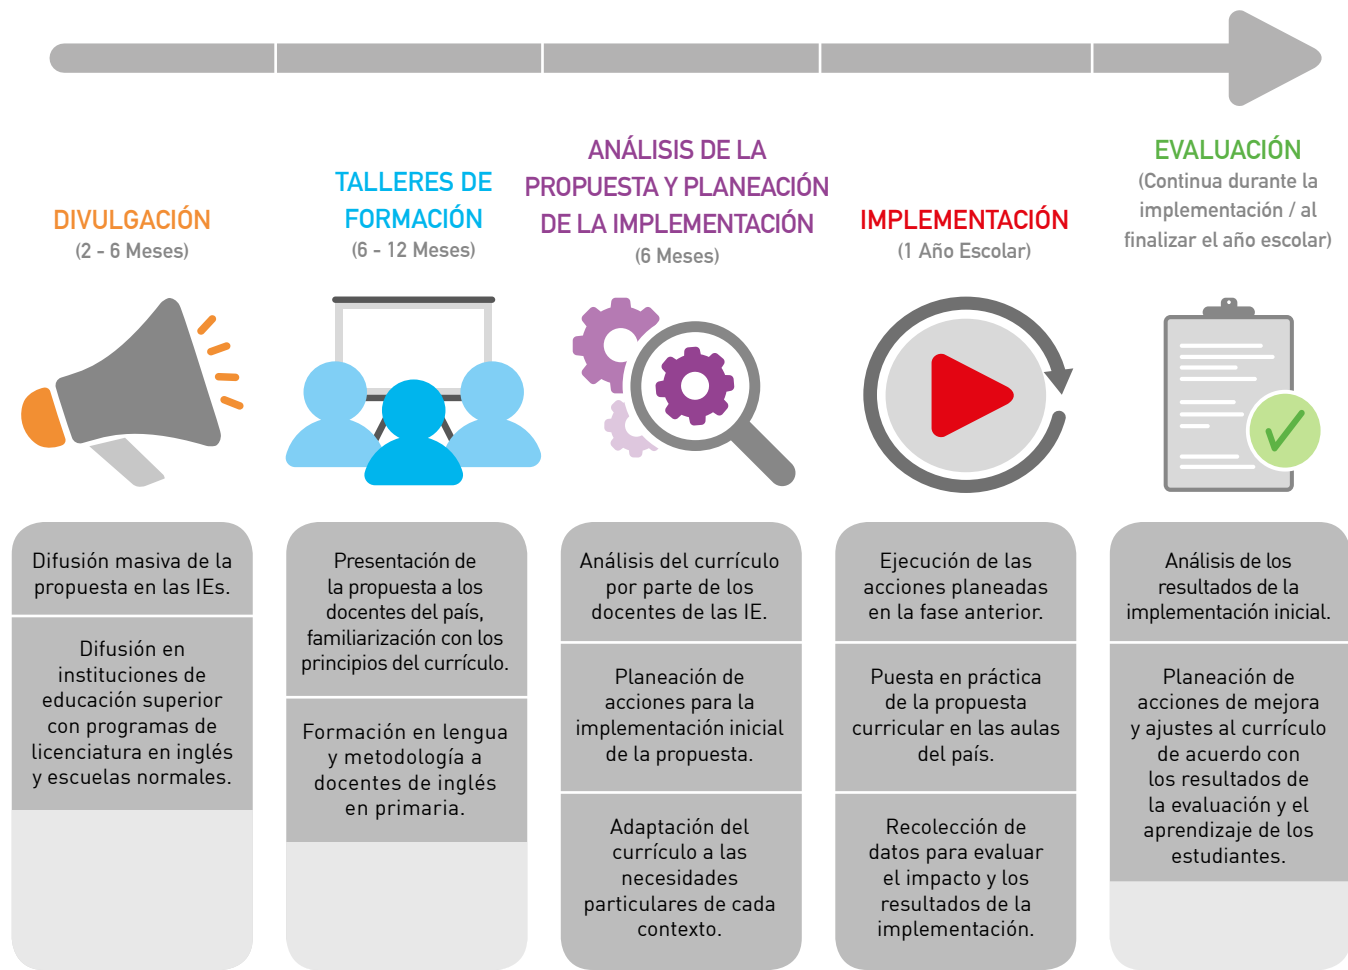 DIVULGACIÓN
(2 - 6 Meses)
Difusión masiva de la
propuesta en las IEs.
Difusión en
instituciones de
educación superior
con programas de
licenciatura en inglés
y escuelas normales.
TALLERES DE
FORMACIÓN
(6 - 12 Meses)
Presentación de
la propuesta a los
docentes del país,
familiarización con los
principios del currículo.
Formación en lengua
y metodología a
docentes de inglés
en primaria.
ANÁLISIS DE LA
PROPUESTA Y PLANEACIÓN
DE LA IMPLEMENTACIÓN
(6 Meses)
Análisis del currículo
por parte de los
docentes de las IE.
Planeación de
acciones para la
implementación inicial
de la propuesta.
Adaptación del
currículo a las
necesidades
particulares de cada
contexto.
IMPLEMENTACIÓN
(1 Año Escolar)
Ejecución de las
acciones planeadas
en la fase anterior.
Puesta en práctica
de la propuesta
curricular en las aulas
del país.
Recolección de
datos para evaluar
el impacto y los
resultados de la
implementación.
EVALUACIÓN
(Continua durante la
implementación / al
finalizar el año escolar)
Análisis de los
resultados de la
implementación inicial.
Planeación de
acciones de mejora
y ajustes al currículo
de acuerdo con
los resultados de
la evaluación y el
aprendizaje de los
estudiantes.